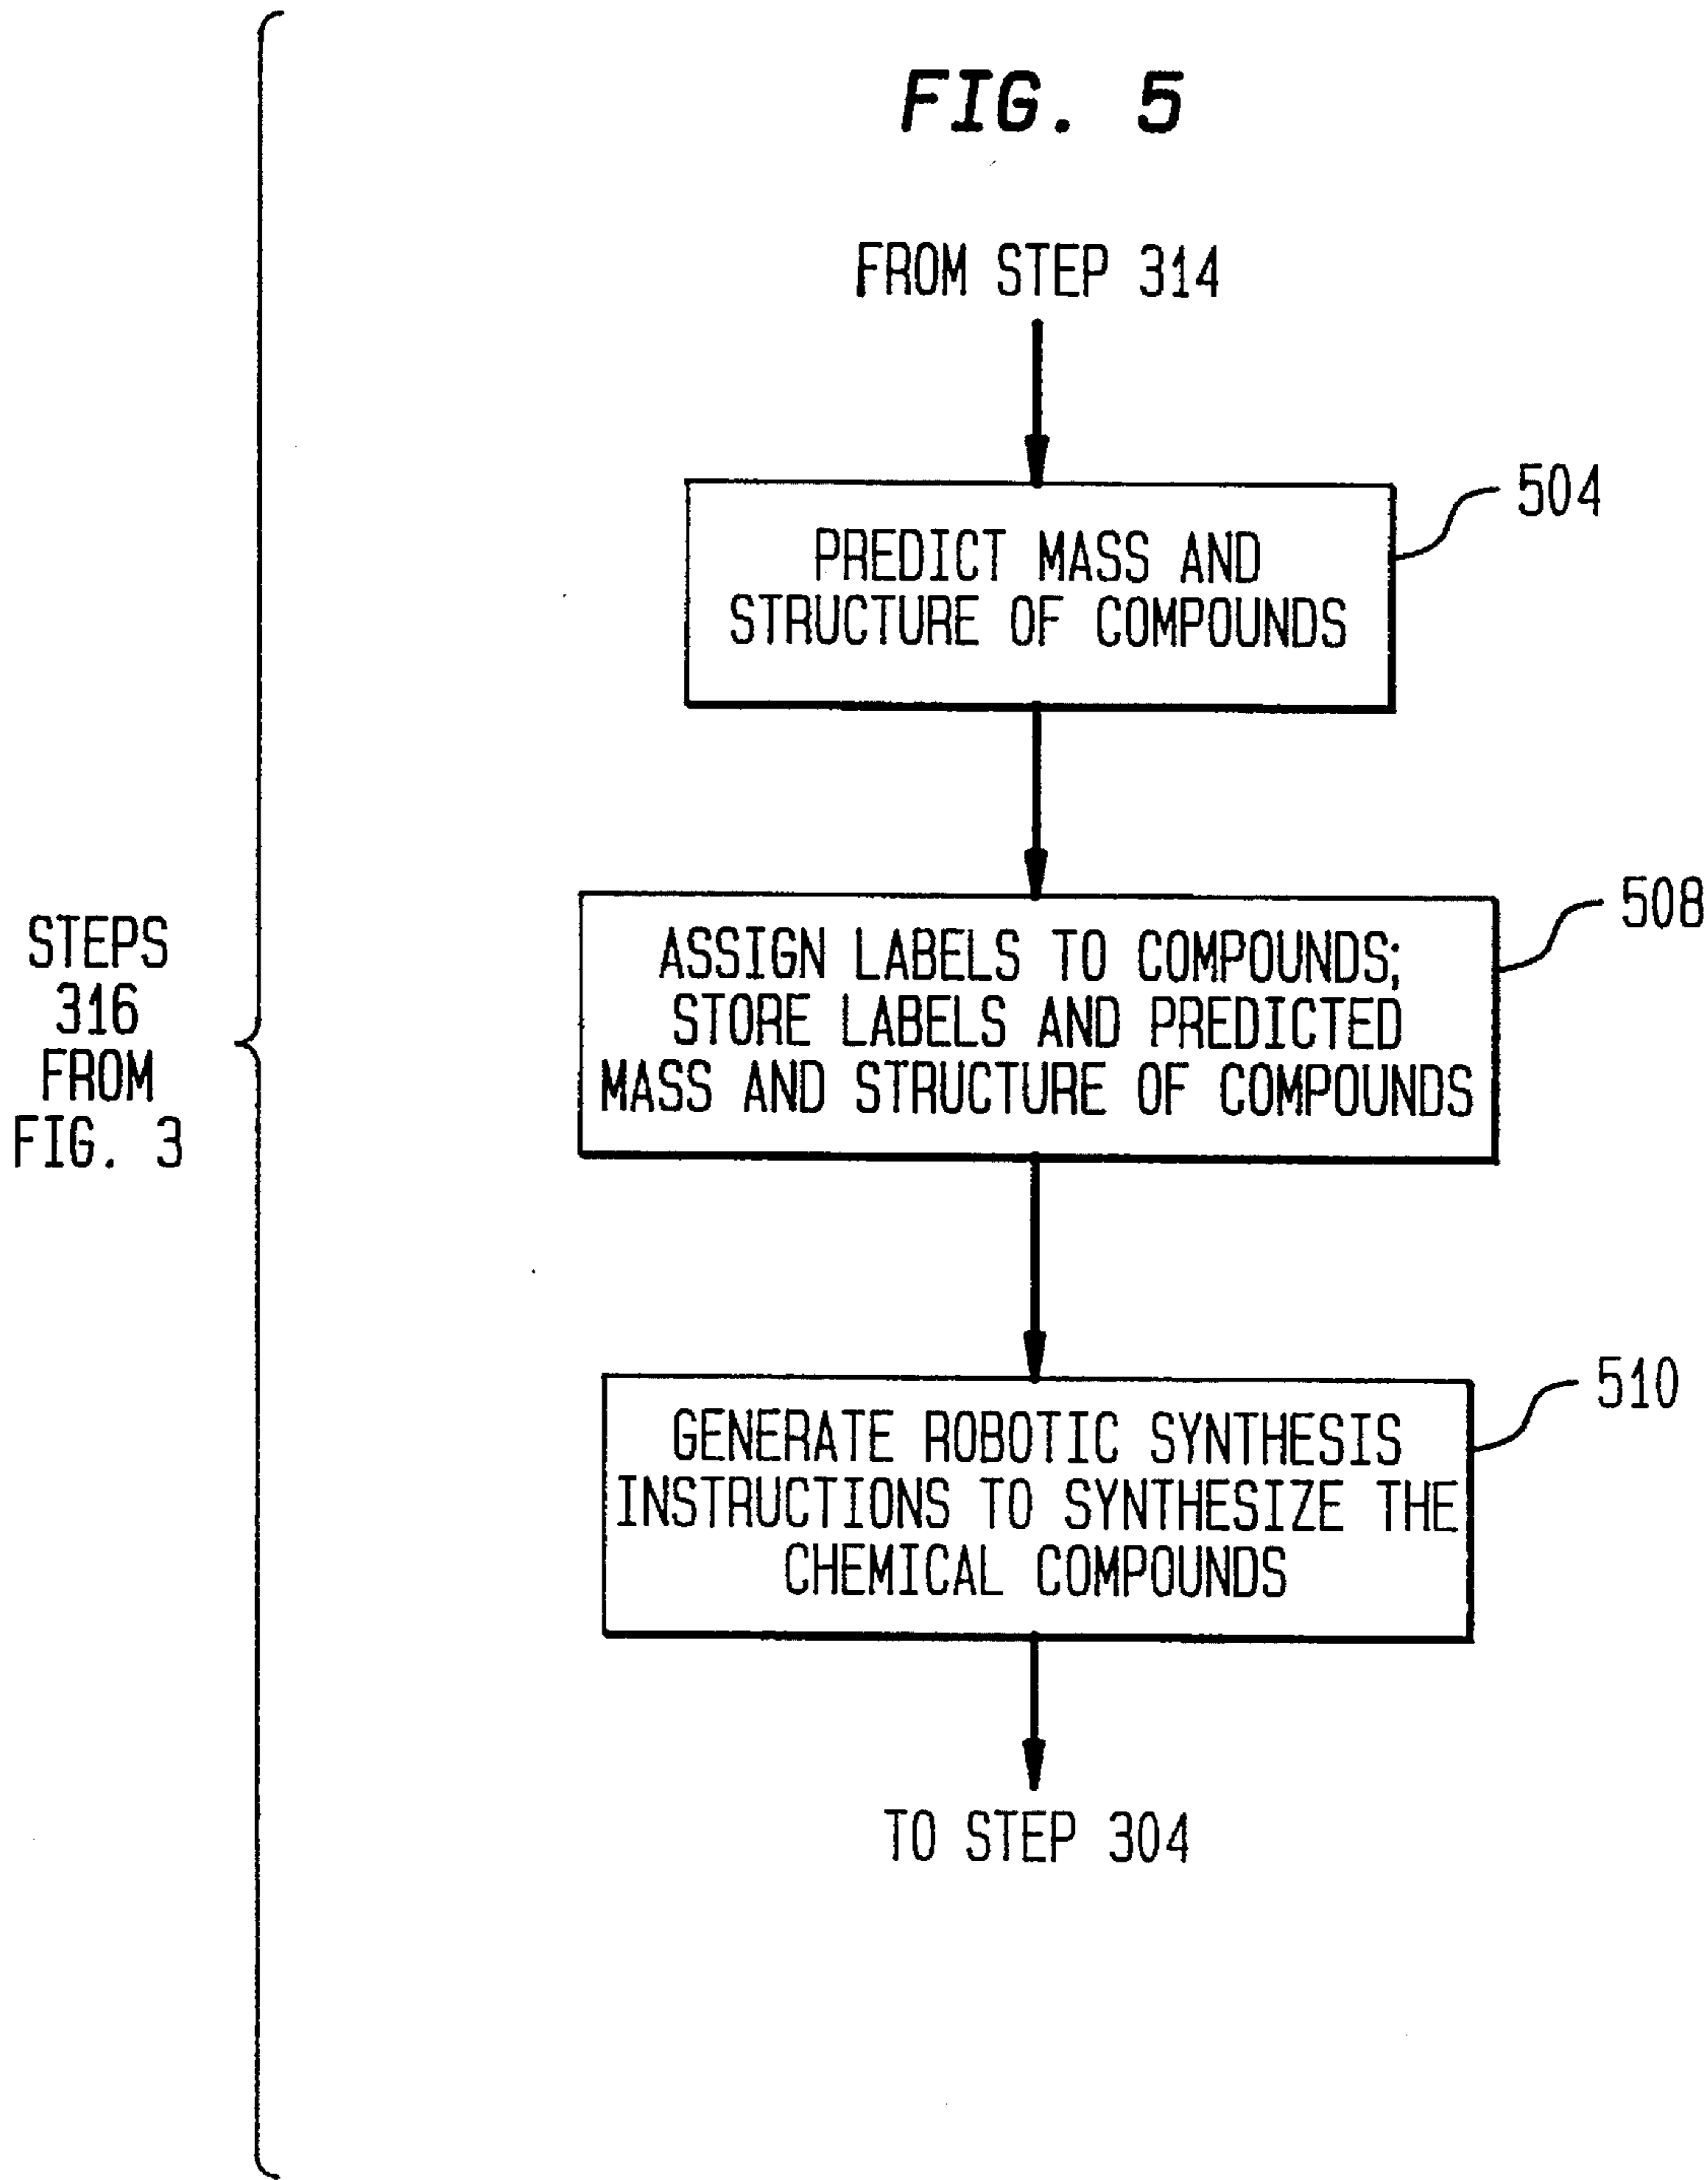 FIG. 5
FROM STEP 314
504
PREDICT MASS AND
STRUCTURE OF COMPOUNDS
508
ASSIGN LABELS TO COMPOUNDS;
STORE LABELS AND PREDICTED
MASS AND STRUCTURE OF COMPOUNDS
STEPS
316
FROM
FIG. 3
510
GENERATE ROBOTIC SYNTHESIS
INSTRUCTIONS TO SYNTHESIZE THE
CHEMICAL COMPOUNDS
TO STEP 304